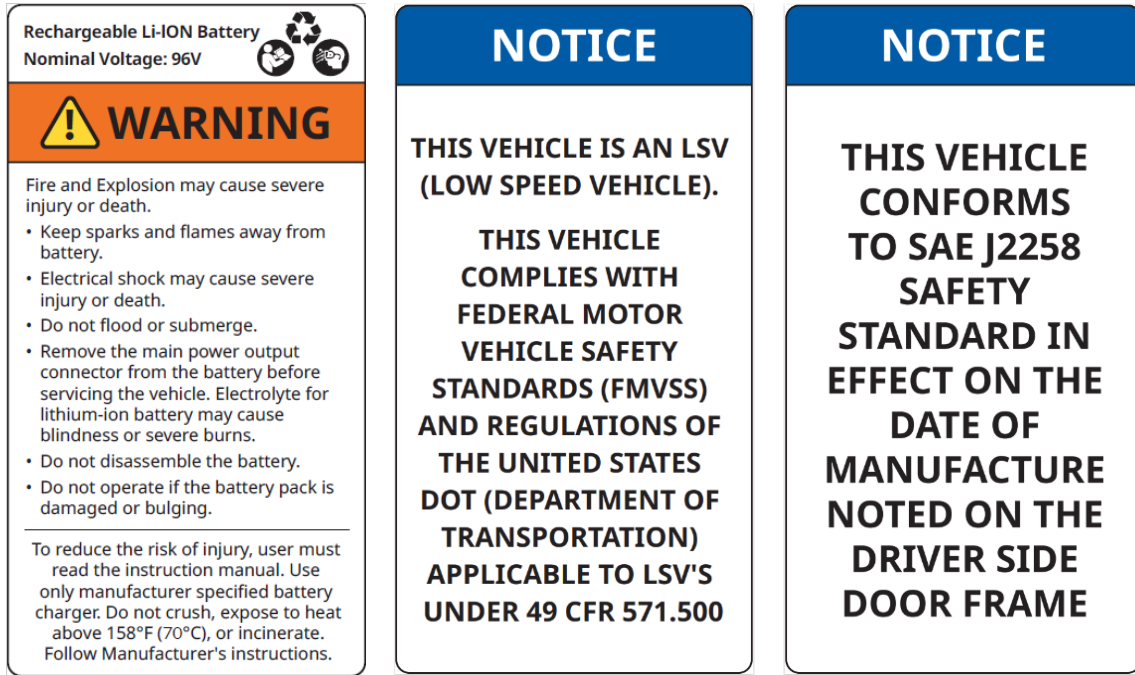 Rechargeable Li-lON Battery
Nominal Voltage: 96V
WARNING
Fire and Explosion may cause severe
injury or death.
• Keep sparks and flames away from
battery.
• Electrical shock may cause severe
injury or death.
• Do not flood or submerge.
• Remove the main power output
connector from the battery before
servicing the vehicle. Electrolyte for
lithium-ion battery may cause
blindness or severe burns.
• Do not disassemble the battery.
• Do not operate if the battery pack is
damaged or bulging.
To reduce the risk of injury, user must
read the instruction manual. Use
only manufacturer specified battery
charger. Do not crush, expose to heat
above 158°F (70°C), or incinerate.
Follow Manufacturer's instructions.
NOTICE
THIS VEHICLE IS AN LSV
(LOW SPEED VEHICLE).
THIS VEHICLE
COMPLIES WITH
FEDERAL MOTOR
VEHICLE SAFETY
STANDARDS (FMVSS)
AND REGULATIONS OF
THE UNITED STATES
DOT (DEPARTMENT OF
TRANSPORTATION)
APPLICABLE TO LSV'S
UNDER 49 CFR 571.500
NOTICE
THIS VEHICLE
CONFORMS
TO SAE J2258
SAFETY
STANDARD IN
EFFECT ON THE
DATE OF
MANUFACTURE
NOTED ON THE
DRIVER SIDE
DOOR FRAME